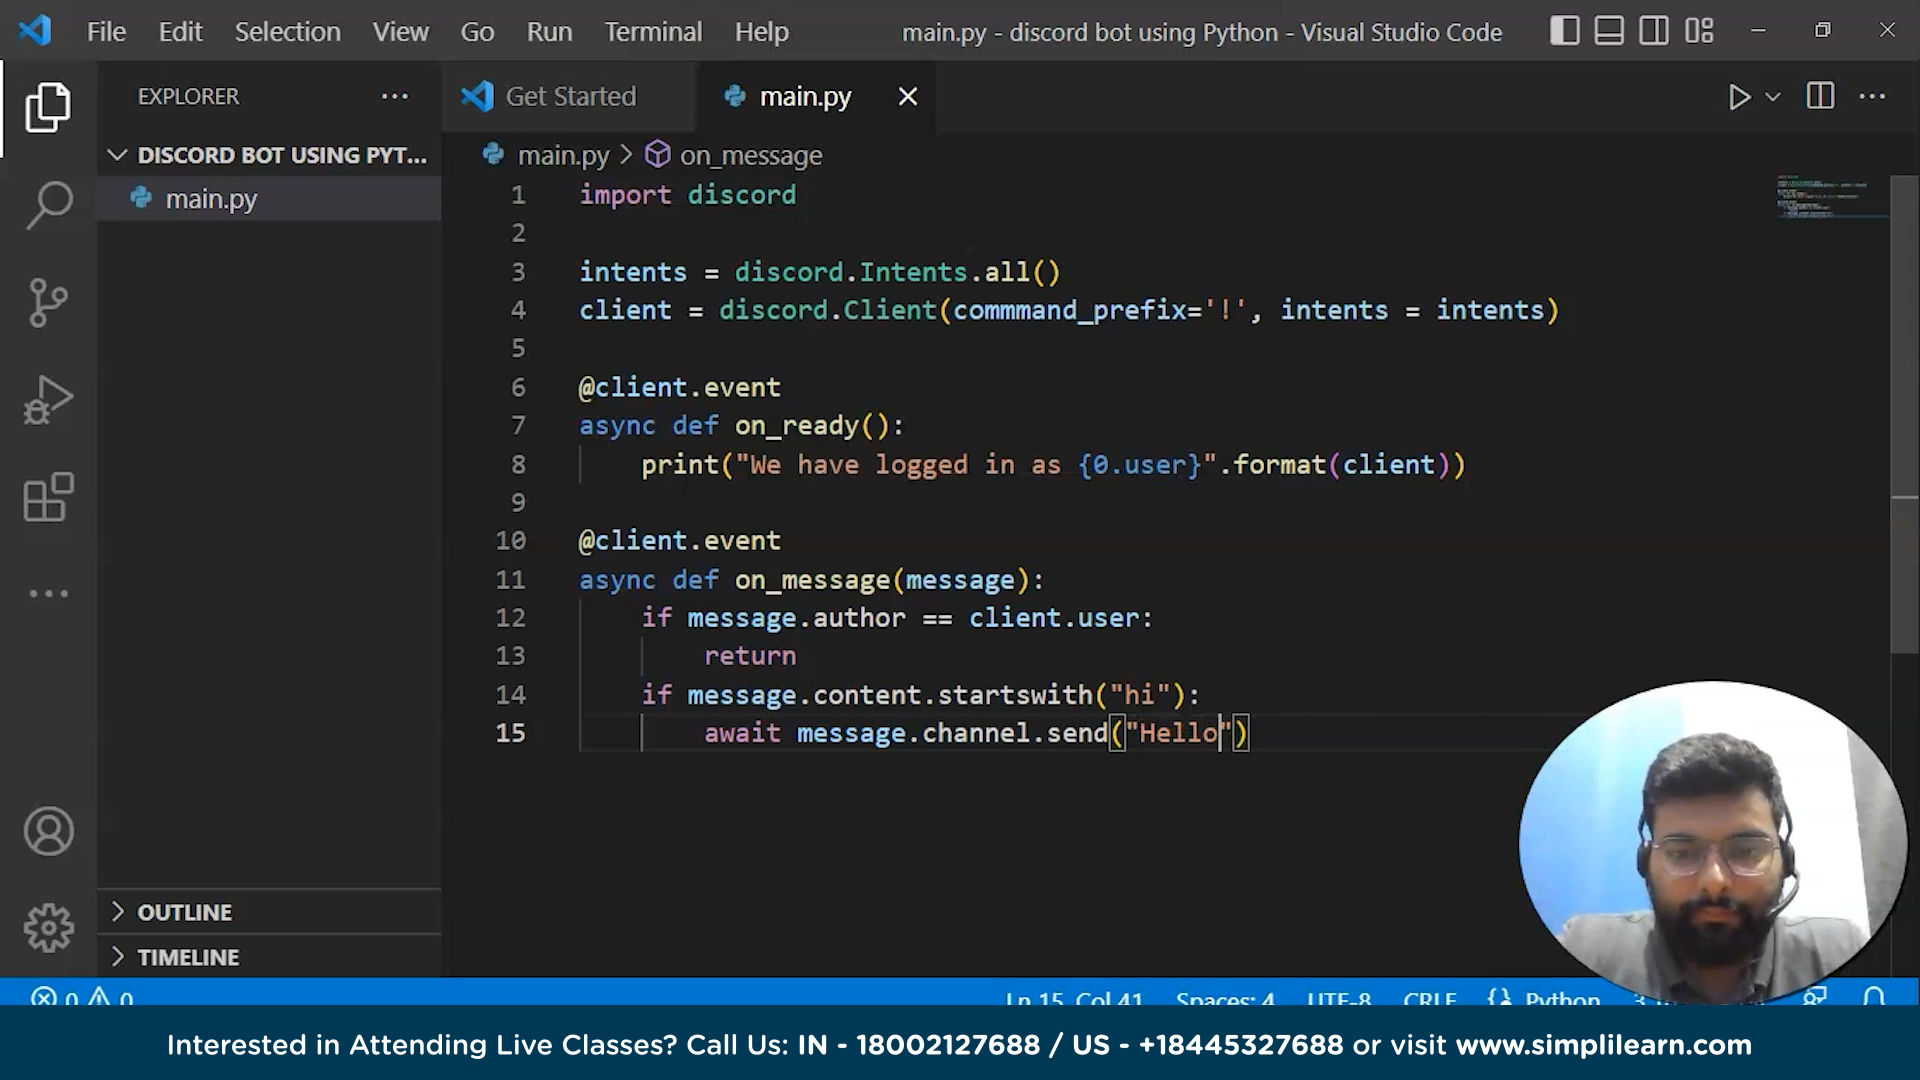 File Edit Selection View Go Run Terminal Help main.py - discord bot using Python - Visual Studio Code
EXPLORER
Get Started
main.py
DISCORD BOT USING PYT...
main.py
main.py > on_message
1 import discord
2
3 intents = discord.Intents.all()
4 client = discord.Client(commmand_prefix='!', intents = intents)
5
6 @client.event
7 async def on_ready():
8 print("We have logged in as {0.user}".format(client))
9
10 @client.event
11 async def on_message(message):
12 if message.author == client.user:
13 return
14 if message.content.startswith("hi"):
15 await message.channel.send("Hello")
OUTLINE
TIMELINE
0 0 Ln 15, Col 41 Spaces: 4 UTF-8 CRLF Python
Interested in Attending Live Classes? Call Us: IN - 18002127688 / US - +18445327688 or visit www.simplilearn.com